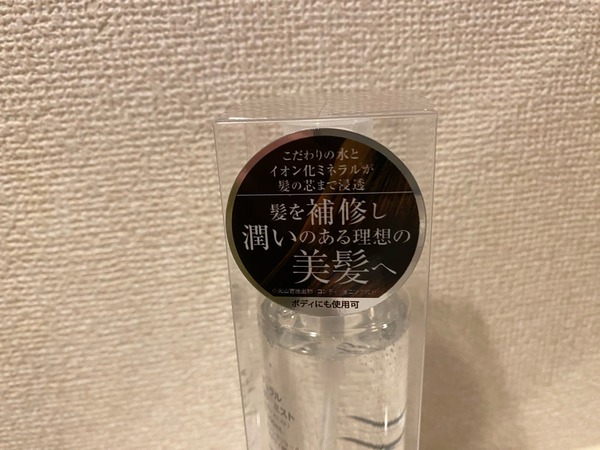 こだわりの水と
イオン化ミネラルが
髪の芯まで浸透
髪を補修し
潤いのある理想の
美髪へ
ボディにも使用可